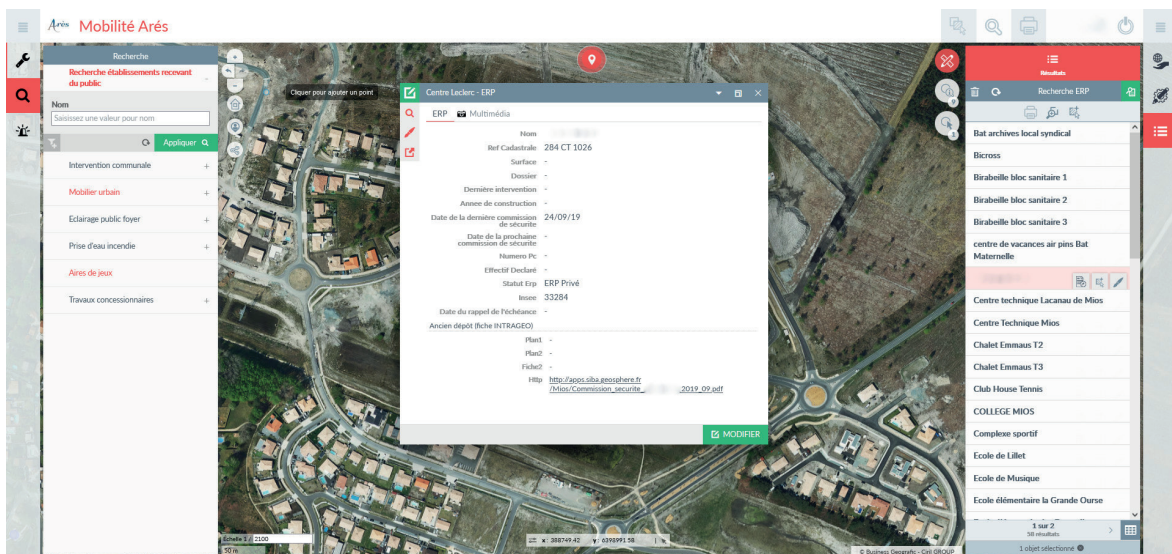 Arès
Mobilité Arés
Recherche
Recherche établissements recevant
du public
Nom
Saisissez une valeur pour nom
Appliquer
Intervention communale +
Mobilier urbain
Eclairage public foyer +
Prise d'eau incendie +
Aires de jeux
Travaux concessionnaires +
Cliquer pour ajouter un point
Echelle 1 / 2100
50 m
Centre Leclerc - ERP
ERP Multimédia
Nom
Ref Cadastrale 284 CT 1026
Surface -
Dossier -
Dernière intervention -
Annee de construction -
Date de la dernière commission
de sécurite 24/09/19
Date de la prochaine
commission de sécurite -
Numero Pc -
Effectif Declaré -
Statut Erp ERP Privé
Insee 33284
Date du rappel de l'échéance -
Ancien dépôt (fiche INTRAGEO)
Plan1 -
Plan2 -
Fiche2 -
Http http://apps.siba.geosphere.fr
/Mios/Commission_securite_ _2019_09.pdf
MODIFIER
x : 388749.42 y : 6393991.58
© Business Geografic - Ciril GROUP
Résultats
Recherche ERP
Bat archives local syndical
Bicross
Birabeille bloc sanitaire 1
Birabeille bloc sanitaire 2
Birabeille bloc sanitaire 3
centre de vacances air pins Bat
Maternelle
Centre technique Lacanau de Mios
Centre Technique Mios
Chalet Emmaus T2
Chalet Emmaus T3
Club House Tennis
COLLEGE MIOS
Complexe sportif
Ecole de Lillet
Ecole de Musique
Ecole élémentaire la Grande Ourse
1 sur 2
58 résultats
1 objet sélectionné